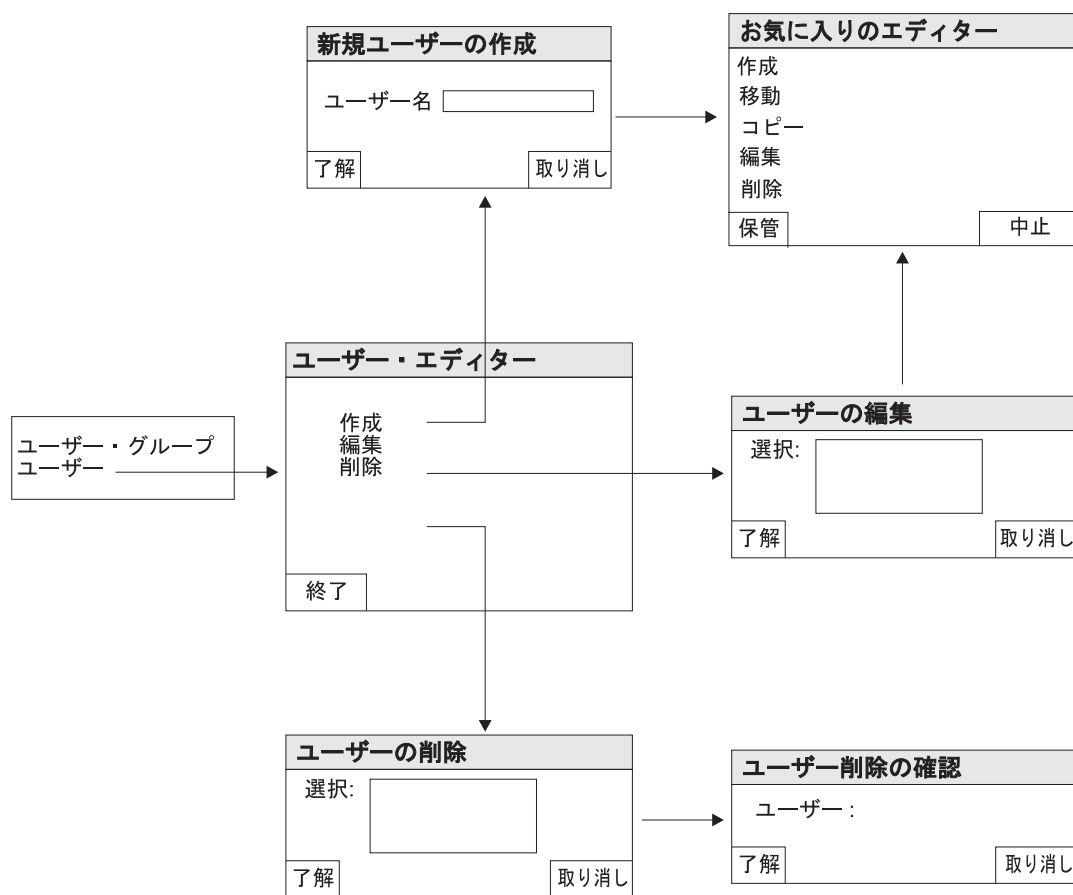 新規ユーザーの作成
ユーザー名
了解
取り消し
お気に入りのエディター
作成
移動
コピー
編集
削除
保管
中止
ユーザー・グループ
ユーザー
ユーザー・エディター
作成
編集
削除
終了
ユーザーの編集
選択:
了解
取り消し
ユーザーの削除
選択:
了解
取り消し
ユーザー削除の確認
ユーザー:
了解
取り消し